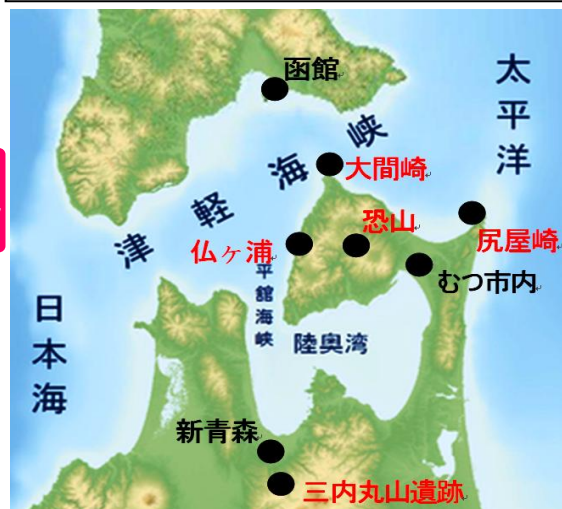 函館
太平洋
津軽海峡
大間崎
恐山
尻屋崎
仏ヶ浦
むつ市内
平舘海峡
陸奥湾
日本海
新青森
三内丸山遺跡